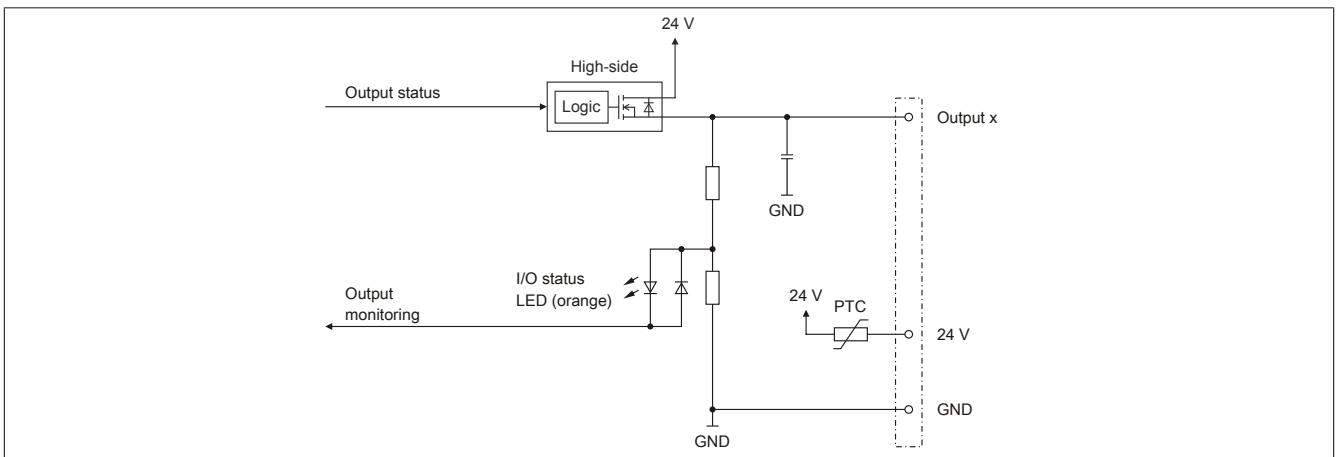 24 V
High-side
Output status
Logic
Output x
GND
I/O status
LED (orange)
Output
monitoring
24 V
PTC
24 V
GND
GND